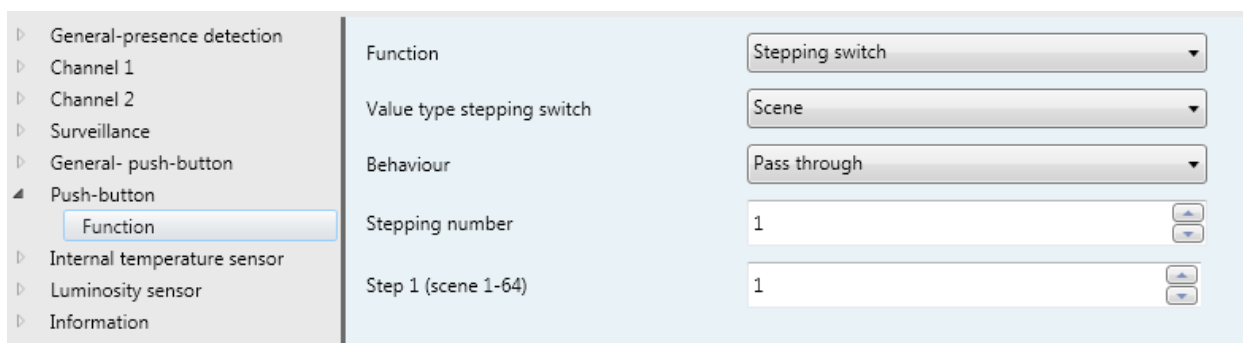 General-presence detection
Channel 1
Channel 2
Surveillance
General- push-button
Push-button
Function
Internal temperature sensor
Luminosity sensor
Information
Function Stepping switch
Value type stepping switch Scene
Behaviour Pass through
Stepping number 1
Step 1 (scene 1-64) 1